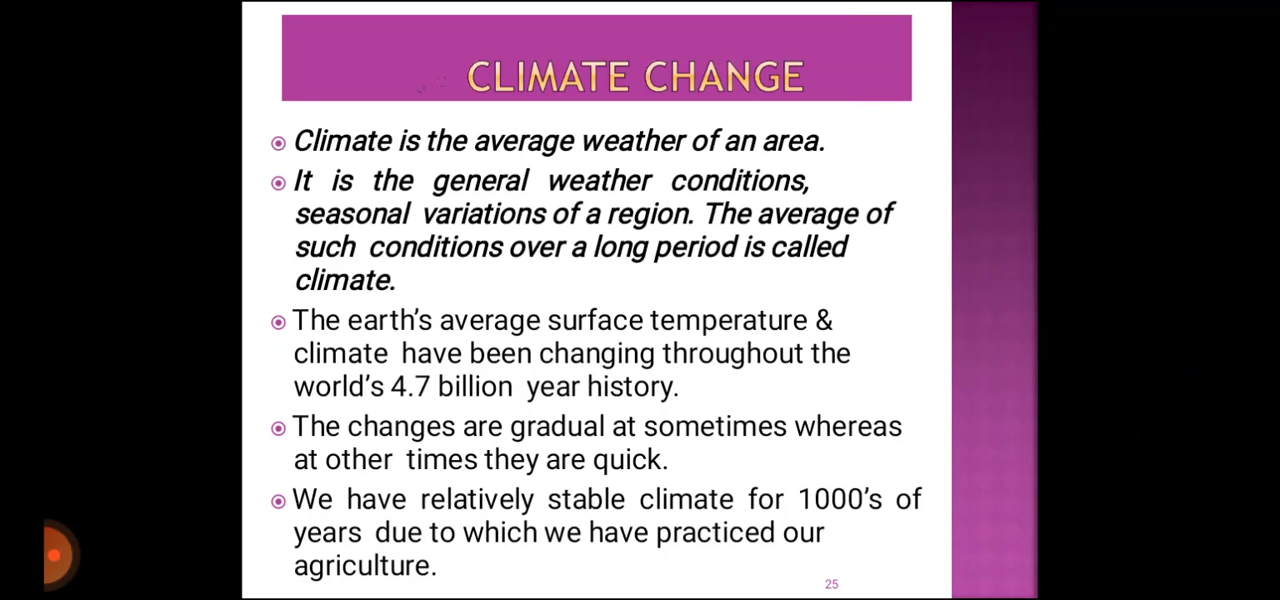 CLIMATE CHANGE
Climate is the average weather of an area.
It is the general weather conditions,
seasonal variations of a region. The average of
such conditions over a long period is called
climate.
The earth's average surface temperature &
climate have been changing throughout the
world's 4.7 billion year history.
The changes are gradual at sometimes whereas
at other times they are quick.
We have relatively stable climate for 1000's of
years due to which we have practiced our
agriculture.
25